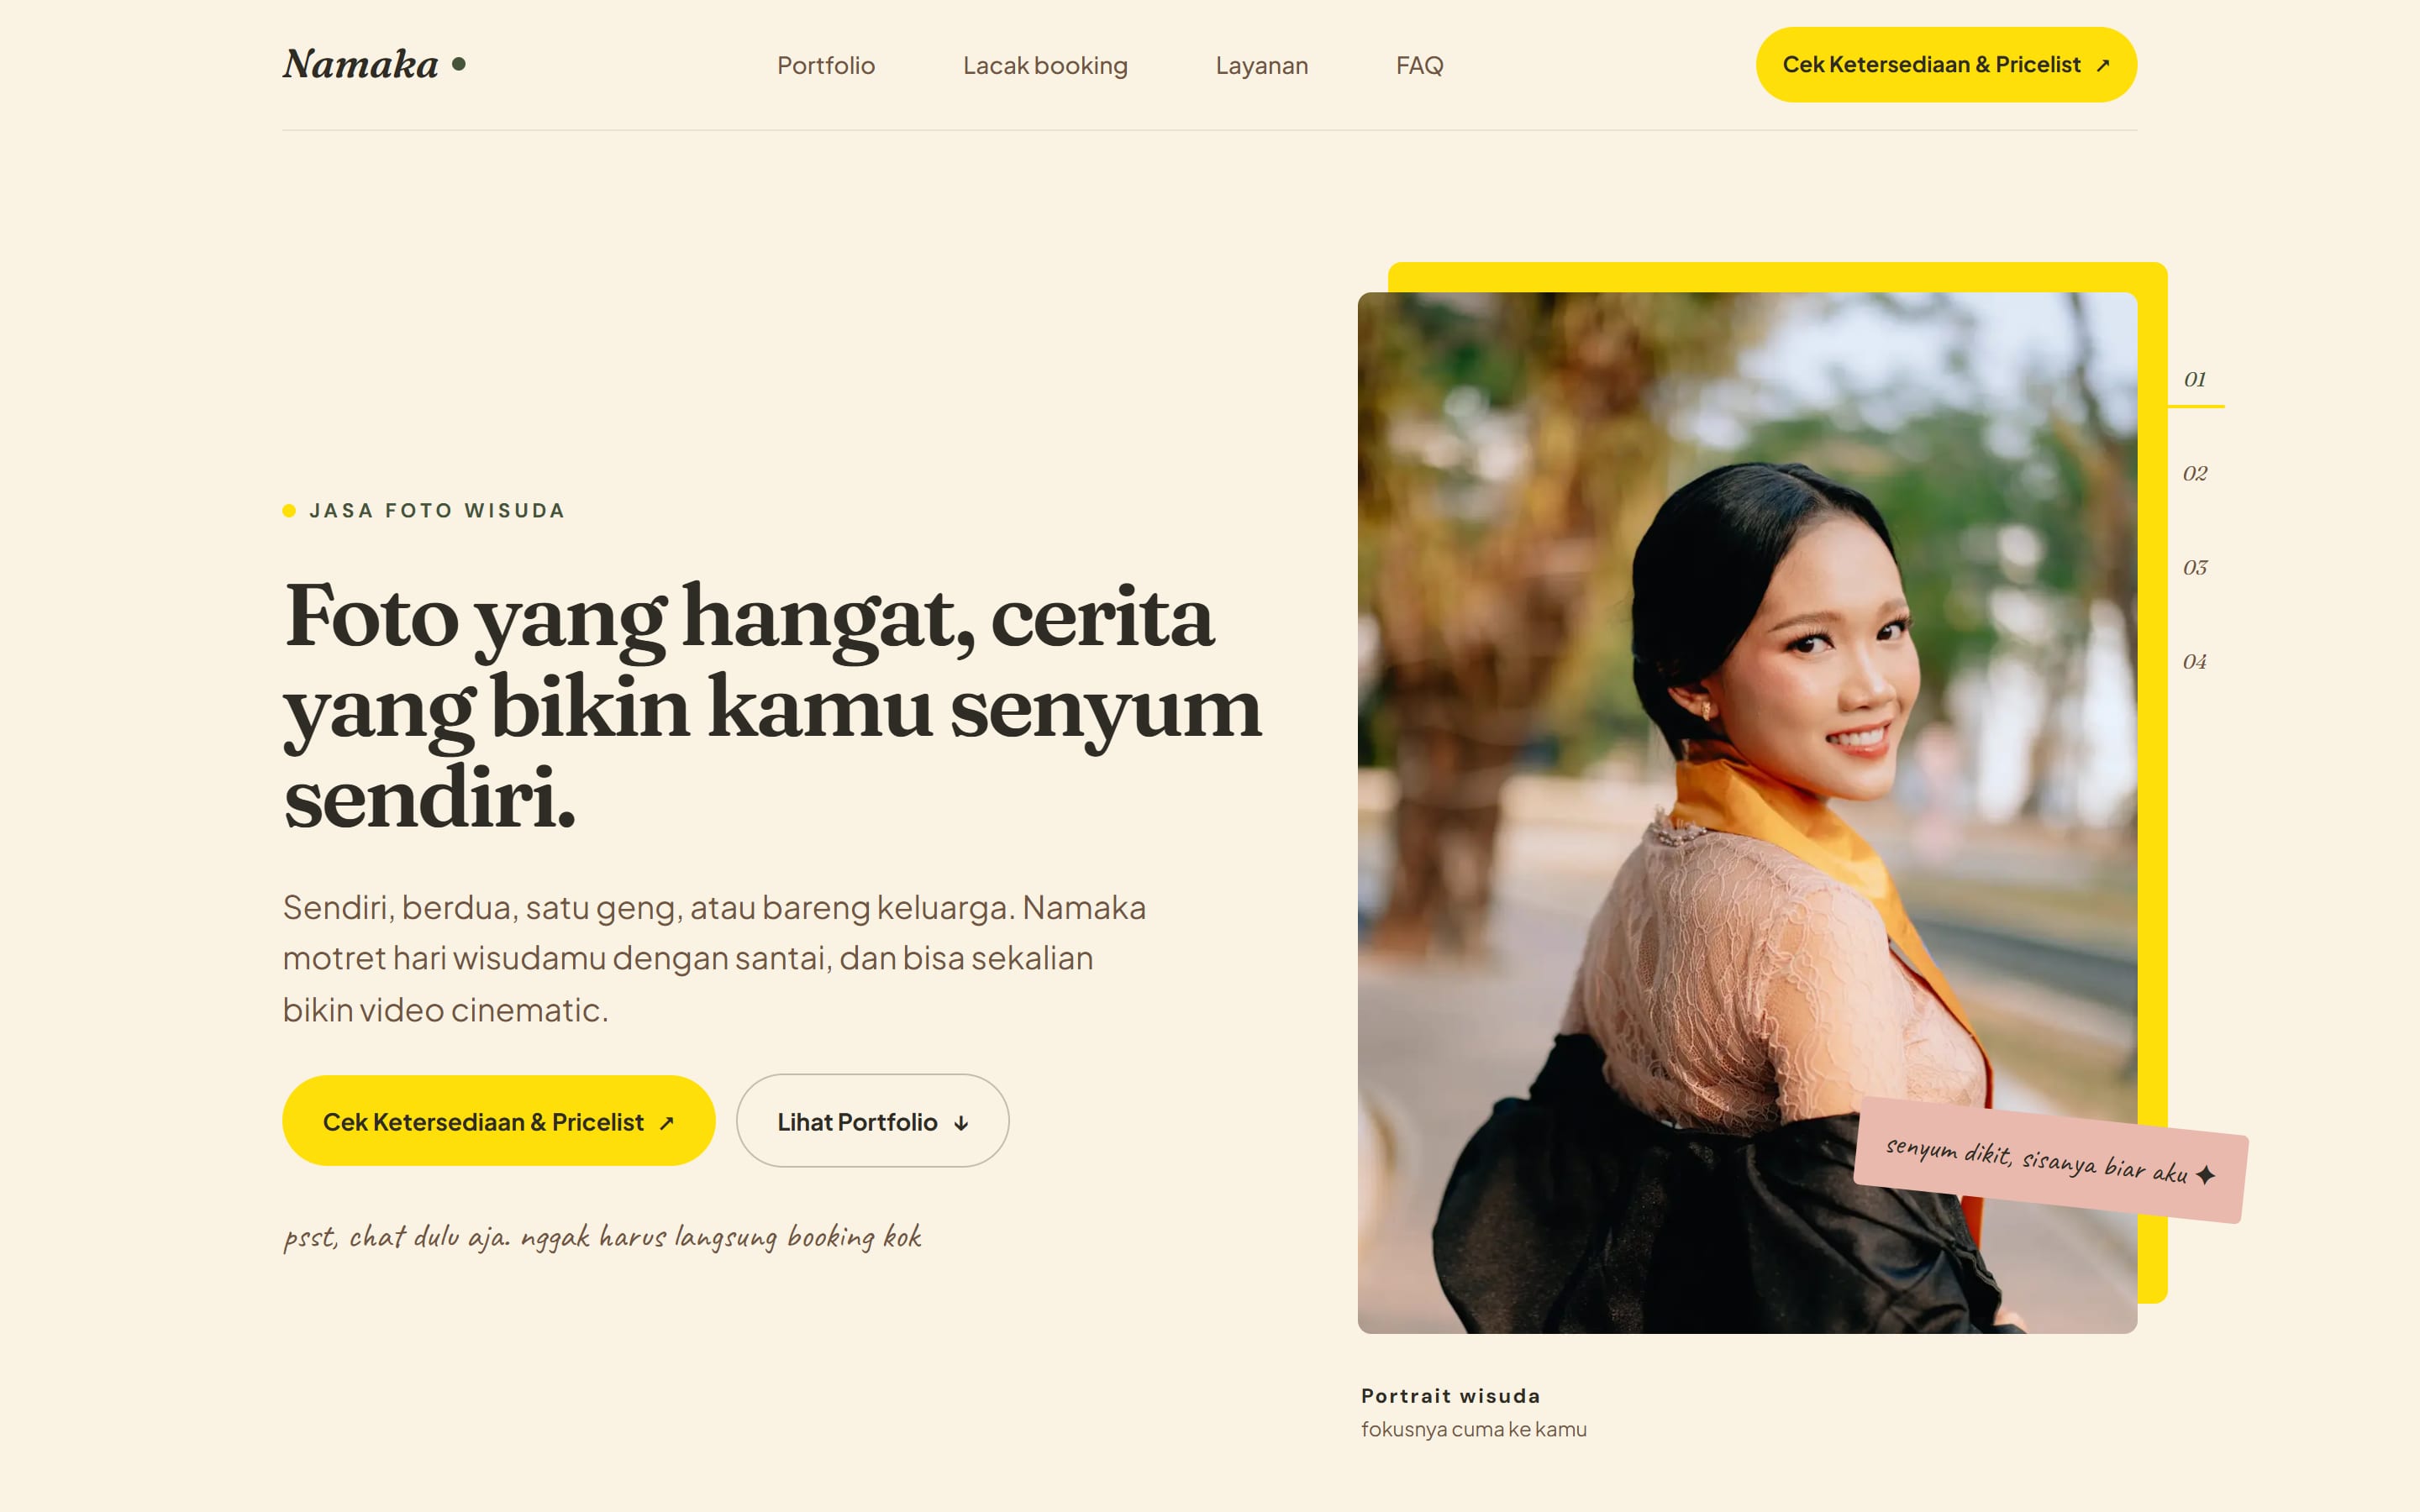 Namaka
Portfolio
Lacak booking
Layanan
FAQ
Cek Ketersediaan & Pricelist ↗
JASA FOTO WISUDA
Foto yang hangat, cerita
yang bikin kamu senyum
sendiri.
Sendiri, berdua, satu geng, atau bareng keluarga. Namaka
motret hari wisudamu dengan santai, dan bisa sekalian
bikin video cinematic.
Cek Ketersediaan & Pricelist ↗
Lihat Portfolio ↓
psst, chat dulu aja. nggak harus langsung booking kok
01
02
03
04
senyum dikit, sisanya biar aku ✦
Portrait wisuda
fokusnya cuma ke kamu